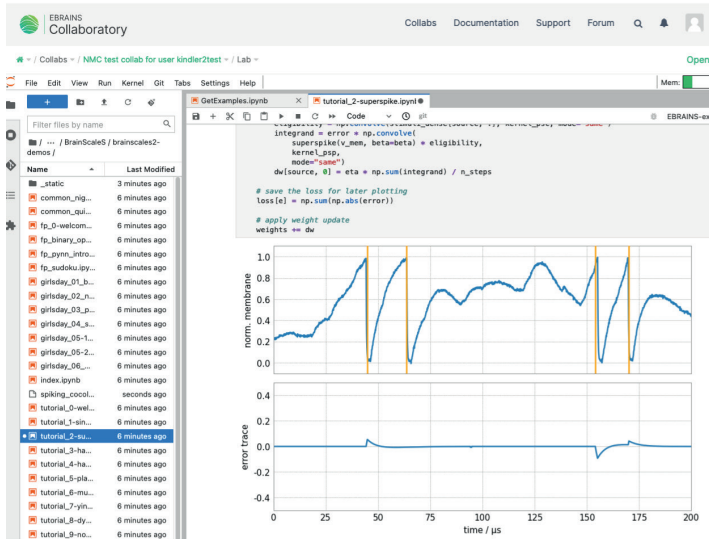 EBRAINS
Collaboratory
Collabs Documentation Support Forum
/ Collabs / NMC test collab for user kindler2test / Lab
Open
File Edit View Run Kernel Git Tabs Settings Help
Mem:
GetExamples.ipynb
tutorial_2-superspike.ipynl
Code
git
EBRAINS-ex
Filter files by name
/ ... / BrainScaleS / brainscales2-
demos /
Name Last Modified
_static 3 minutes ago
common_nig... 6 minutes ago
common_qui... 6 minutes ago
fp_0-welcom... 6 minutes ago
fp_binary_op... 6 minutes ago
fp_pynn_intro... 6 minutes ago
fp_sudoku.ipy... 6 minutes ago
girlsday_01_b... 6 minutes ago
girlsday_02_n... 6 minutes ago
girlsday_03_p... 6 minutes ago
girlsday_04_s... 6 minutes ago
girlsday_05-1... 6 minutes ago
girlsday_05-2... 6 minutes ago
girlsday_06_... 6 minutes ago
index.ipynb 6 minutes ago
spiking_cocol... seconds ago
tutorial_0-wel... 6 minutes ago
tutorial_1-sin... 6 minutes ago
tutorial_2-su... 6 minutes ago
tutorial_3-ha... 6 minutes ago
tutorial_4-ha... 6 minutes ago
tutorial_5-pla... 6 minutes ago
tutorial_6-mu... 6 minutes ago
tutorial_7-yin... 6 minutes ago
tutorial_8-dy... 6 minutes ago
tutorial_9-no... 6 minutes ago
integrand = error * np.convolve(
superspike(v_mem, beta=beta) * eligibility,
kernel_psc,
mode="same")
dw[source, 0] = eta * np.sum(integrand) / n_steps
# save the loss for later plotting
loss[e] = np.sum(np.abs(error))
# apply weight update
weights += dw
norm. membrane
1.0
0.8
0.6
0.4
0.2
0.0
error trace
0.4
0.2
0.0
-0.2
-0.4
0 25 50 75 100 125 150 175 200
time / µs